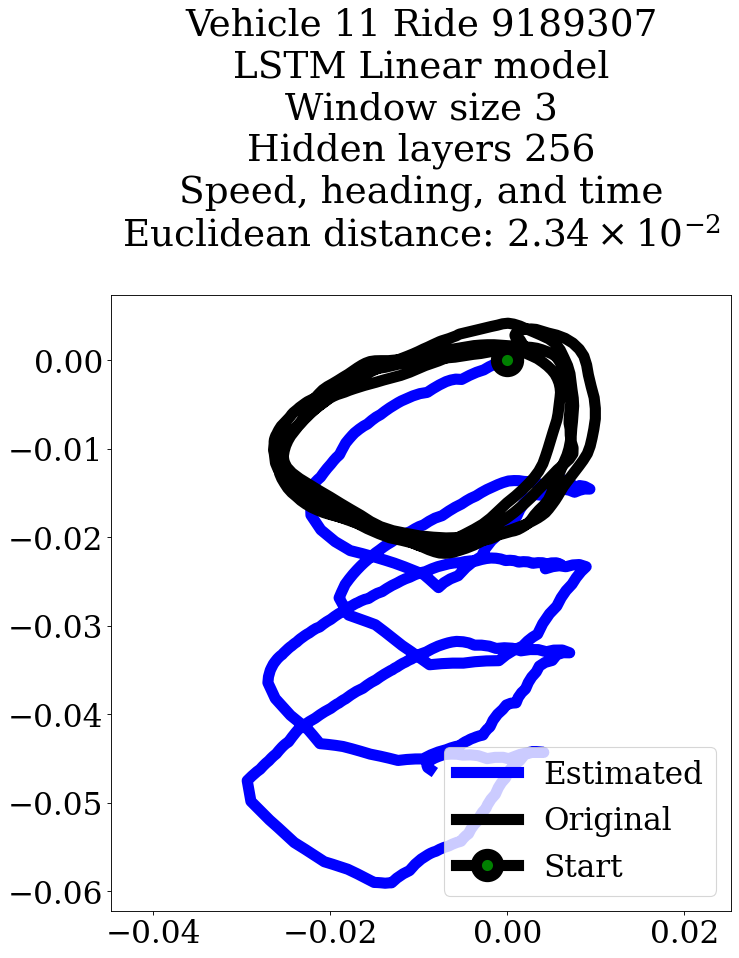 Vehicle 11 Ride 9189307
LSTM Linear model
Window size 3
Hidden layers 256
Speed, heading, and time
Euclidean distance: 2.34 × 10⁻²
0.00
−0.01
−0.02
−0.03
−0.04
−0.05
−0.06
Estimated
Original
Start
−0.04
−0.02
0.00
0.02